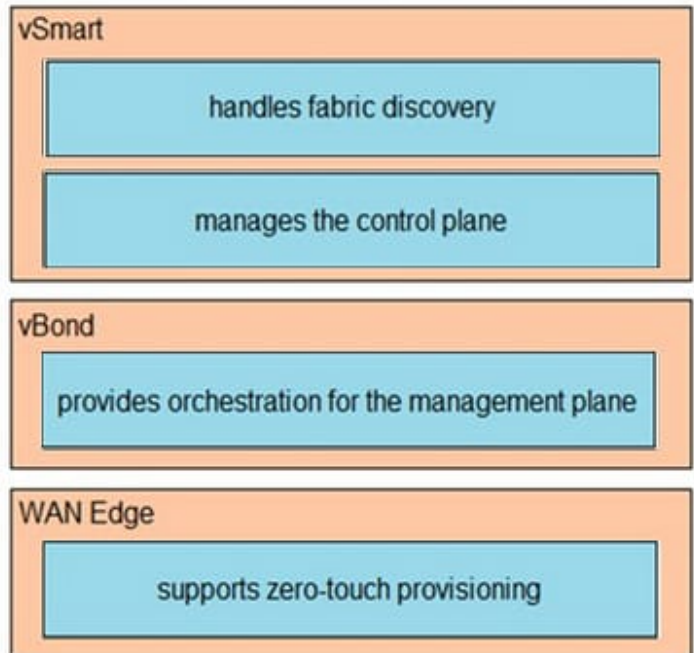 vSmart
handles fabric discovery
manages the control plane
vBond
provides orchestration for the management plane
WAN Edge
supports zero-touch provisioning